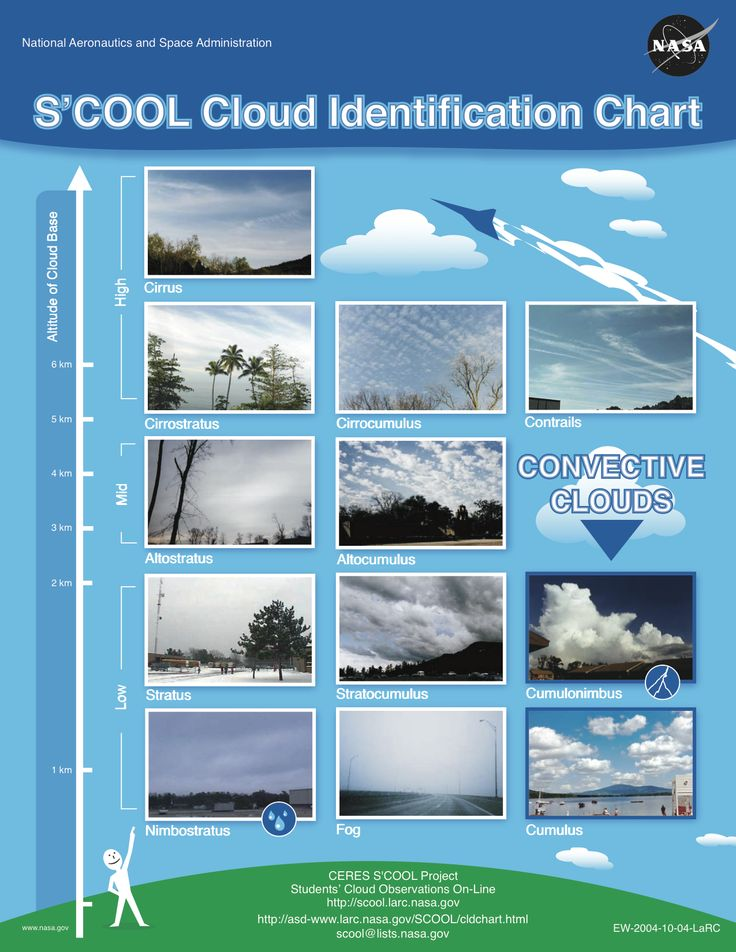 National Aeronautics and Space Administration
NASA
S'COOL Cloud Identification Chart
Altitude of Cloud Base
6 km
5 km
4 km
3 km
2 km
1 km
High
Cirrus
Cirrostratus
Cirrocumulus
Contrails
Mid
Altostratus
Altocumulus
CONVECTIVE
CLOUDS
Low
Stratus
Stratocumulus
Cumulonimbus
Nimbostratus
Fog
Cumulus
CERES S'COOL Project
Students' Cloud Observations On-Line
http://scool.larc.nasa.gov
http://asd-www.larc.nasa.gov/SCOOL/cldchart.html
scool@lists.nasa.gov
www.nasa.gov
EW-2004-10-04-LaRC